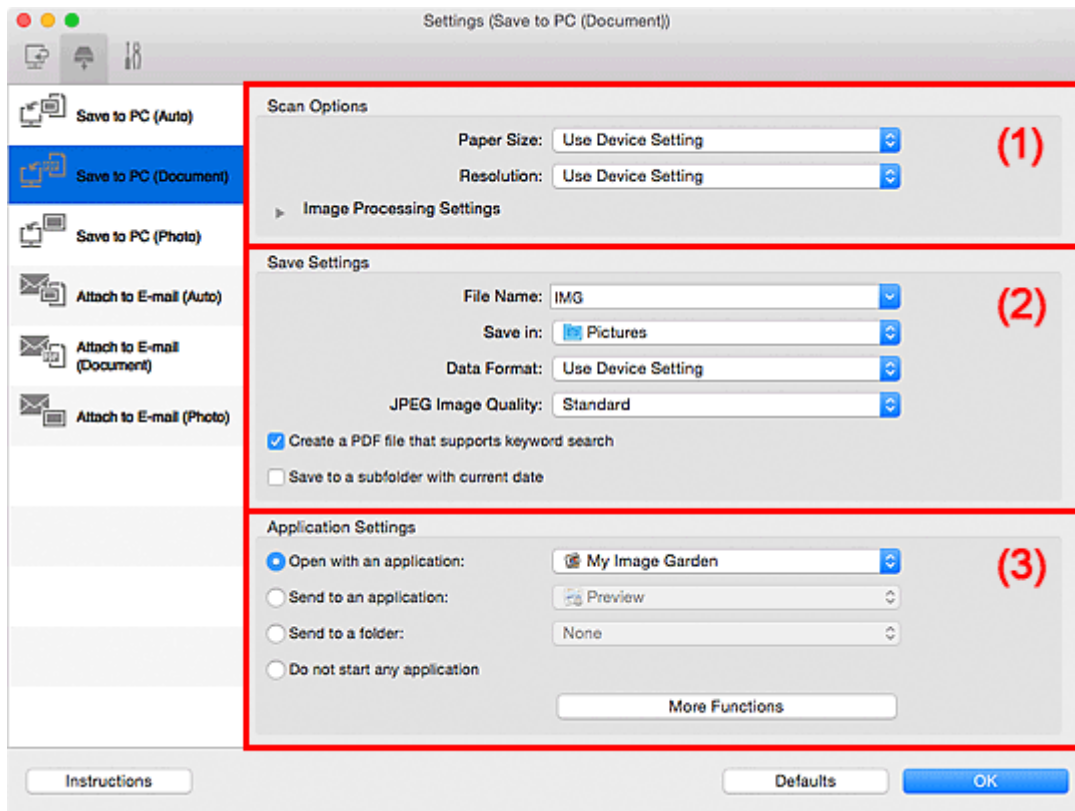 Settings (Save to PC (Document))
Save to PC (Auto)
Save to PC (Document)
Save to PC (Photo)
Attach to E-mail (Auto)
Attach to E-mail
(Document)
Attach to E-mail (Photo)
Scan Options
(1)
Paper Size: Use Device Setting
Resolution: Use Device Setting
Image Processing Settings
Save Settings
(2)
File Name: IMG
Save in: Pictures
Data Format: Use Device Setting
JPEG Image Quality: Standard
Create a PDF file that supports keyword search
Save to a subfolder with current date
Application Settings
(3)
Open with an application: My Image Garden
Send to an application: Preview
Send to a folder: None
Do not start any application
More Functions
Instructions Defaults OK